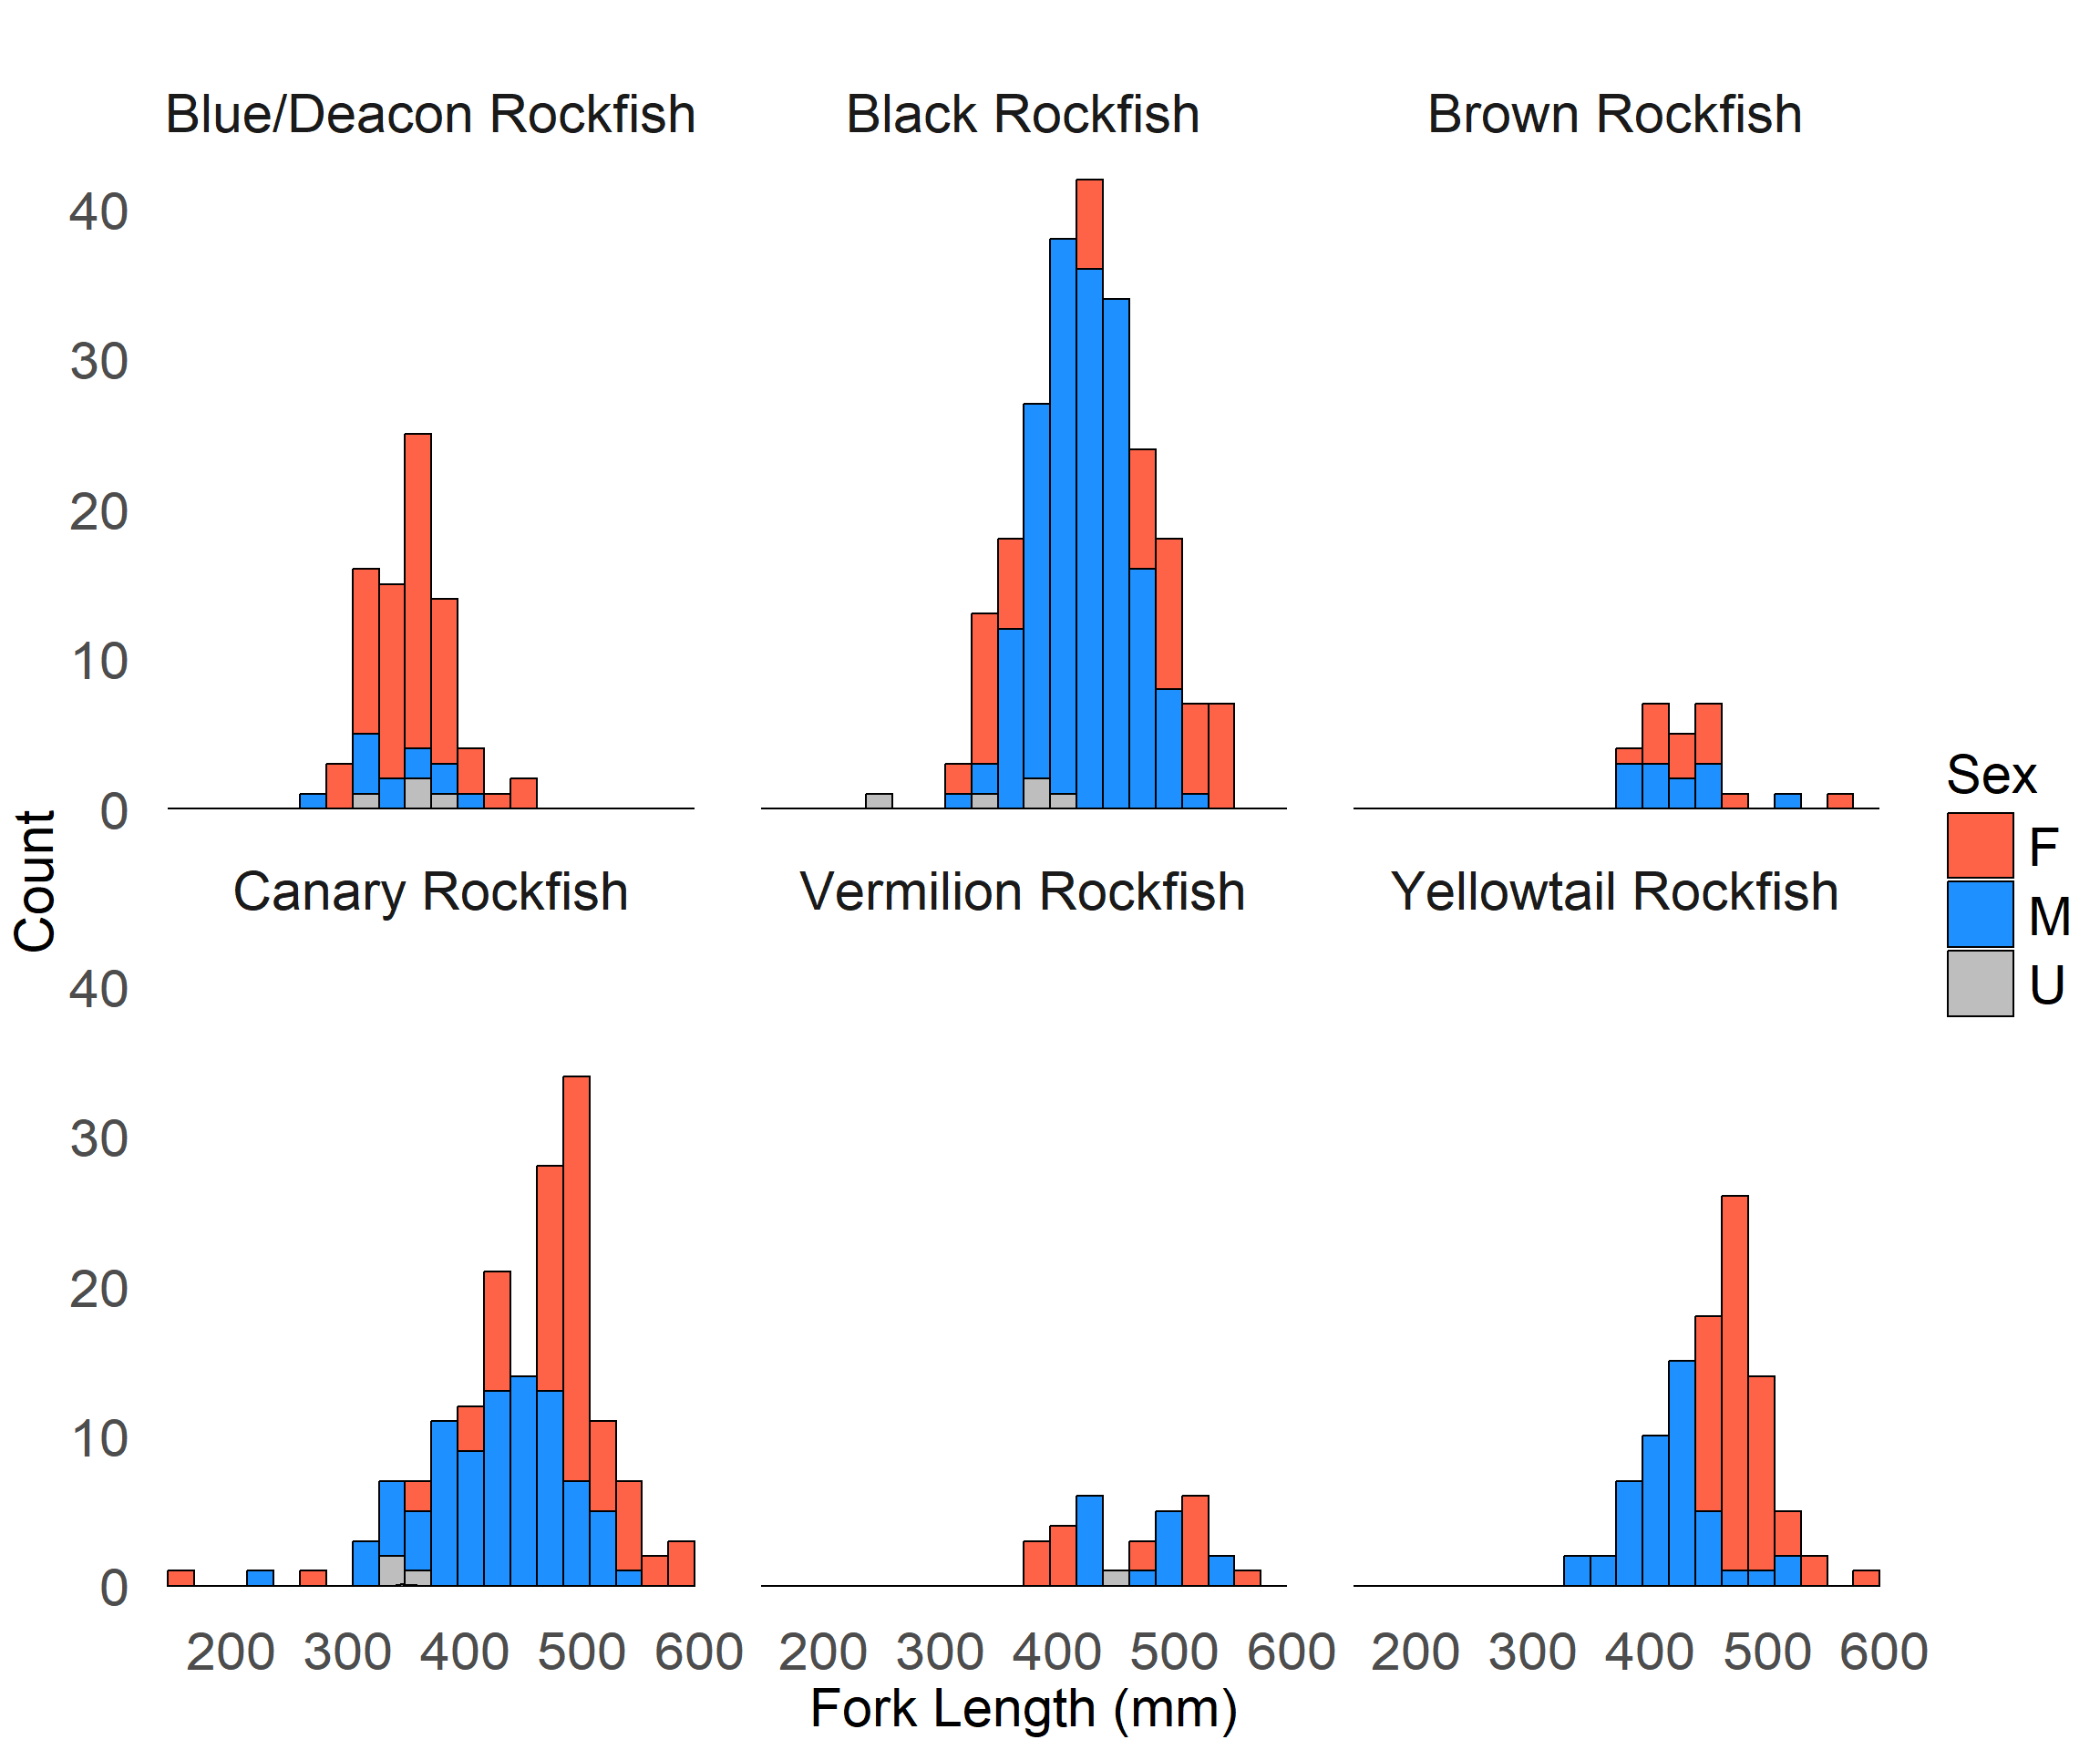 Blue/Deacon Rockfish
Black Rockfish
Brown Rockfish
40
30
20
10
0
Canary Rockfish
Vermilion Rockfish
Yellowtail Rockfish
40
30
20
10
0
200 300 400 500 600
200 300 400 500 600
200 300 400 500 600
Fork Length (mm)
Count
Sex
F
M
U